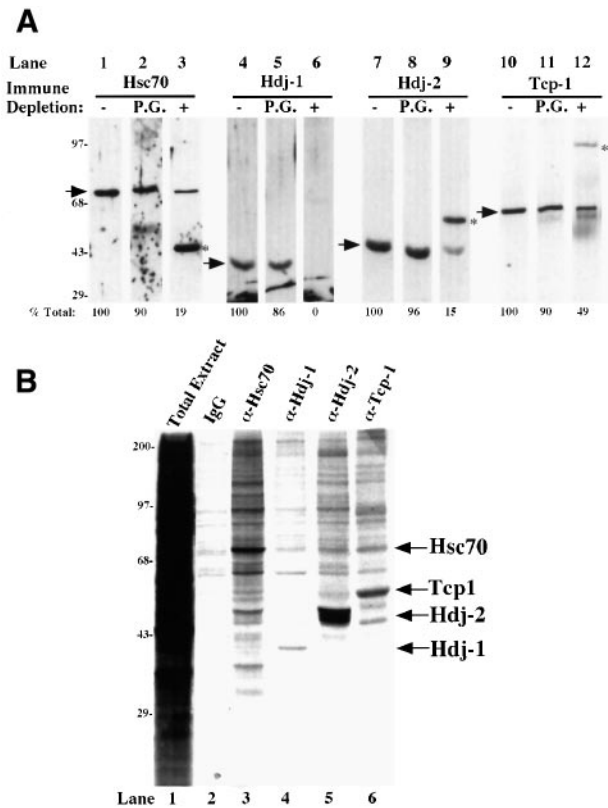 A
Lane 1 2 3 4 5 6 7 8 9 10 11 12
Immune Hsc70 Hdj-1 Hdj-2 Tcp-1
Depletion: - P.G. + - P.G. + - P.G. + - P.G. +
97-
68-
43-
29-
* * *
% Total: 100 90 19 100 86 0 100 96 15 100 90 49
B
Total Extract IgG α-Hsc70 α-Hdj-1 α-Hdj-2 α-Tcp-1
200-
97-
68-
43-
29-
Hsc70
Tcp1
Hdj-2
Hdj-1
Lane 1 2 3 4 5 6